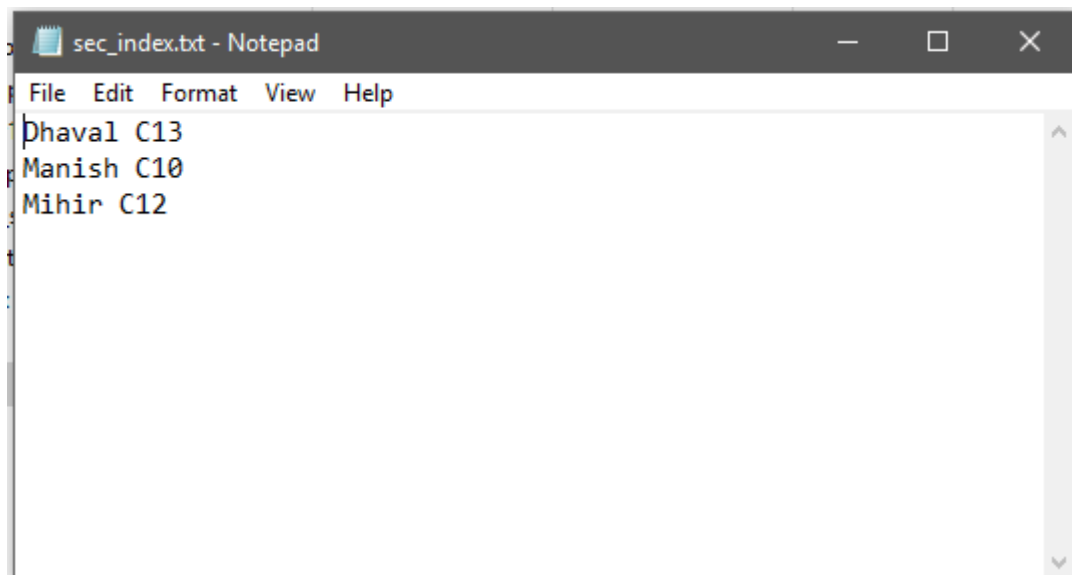 sec_index.txt - Notepad
File Edit Format View Help
Dhaval C13
Manish C10
Mihir C12